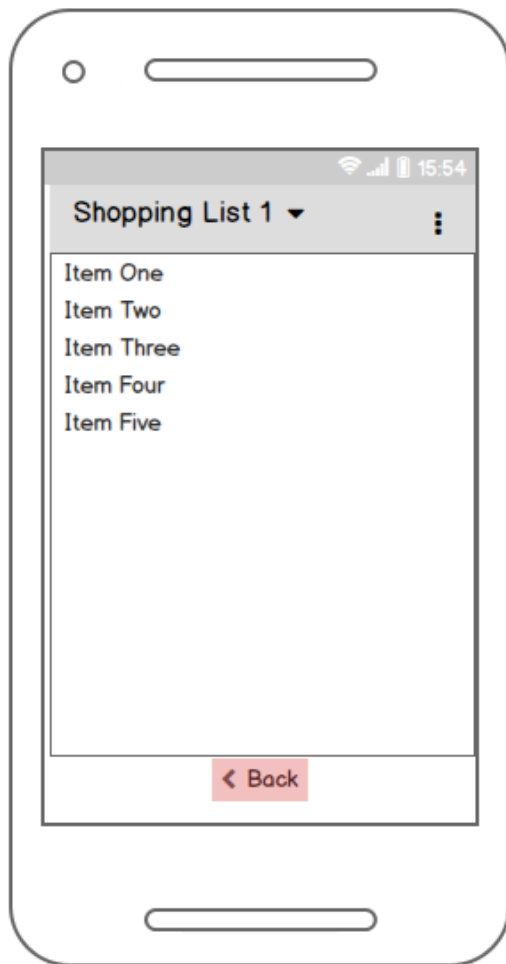 15:54
Shopping List 1
Item One
Item Two
Item Three
Item Four
Item Five
Back